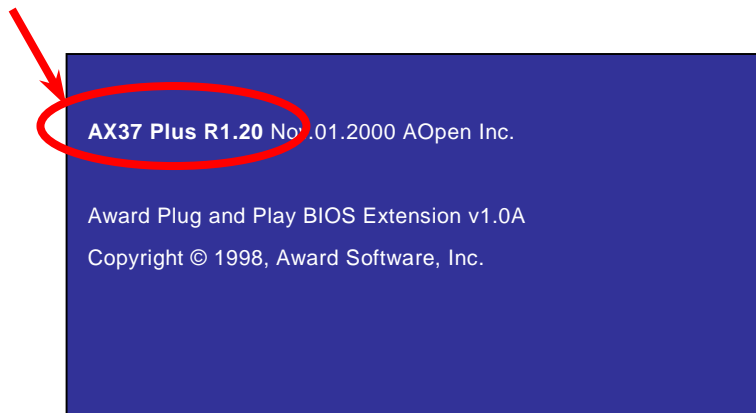 AX37 Plus R1.20 Nov.01.2000 AOpen Inc.
Award Plug and Play BIOS Extension v1.0A
Copyright © 1998, Award Software, Inc.